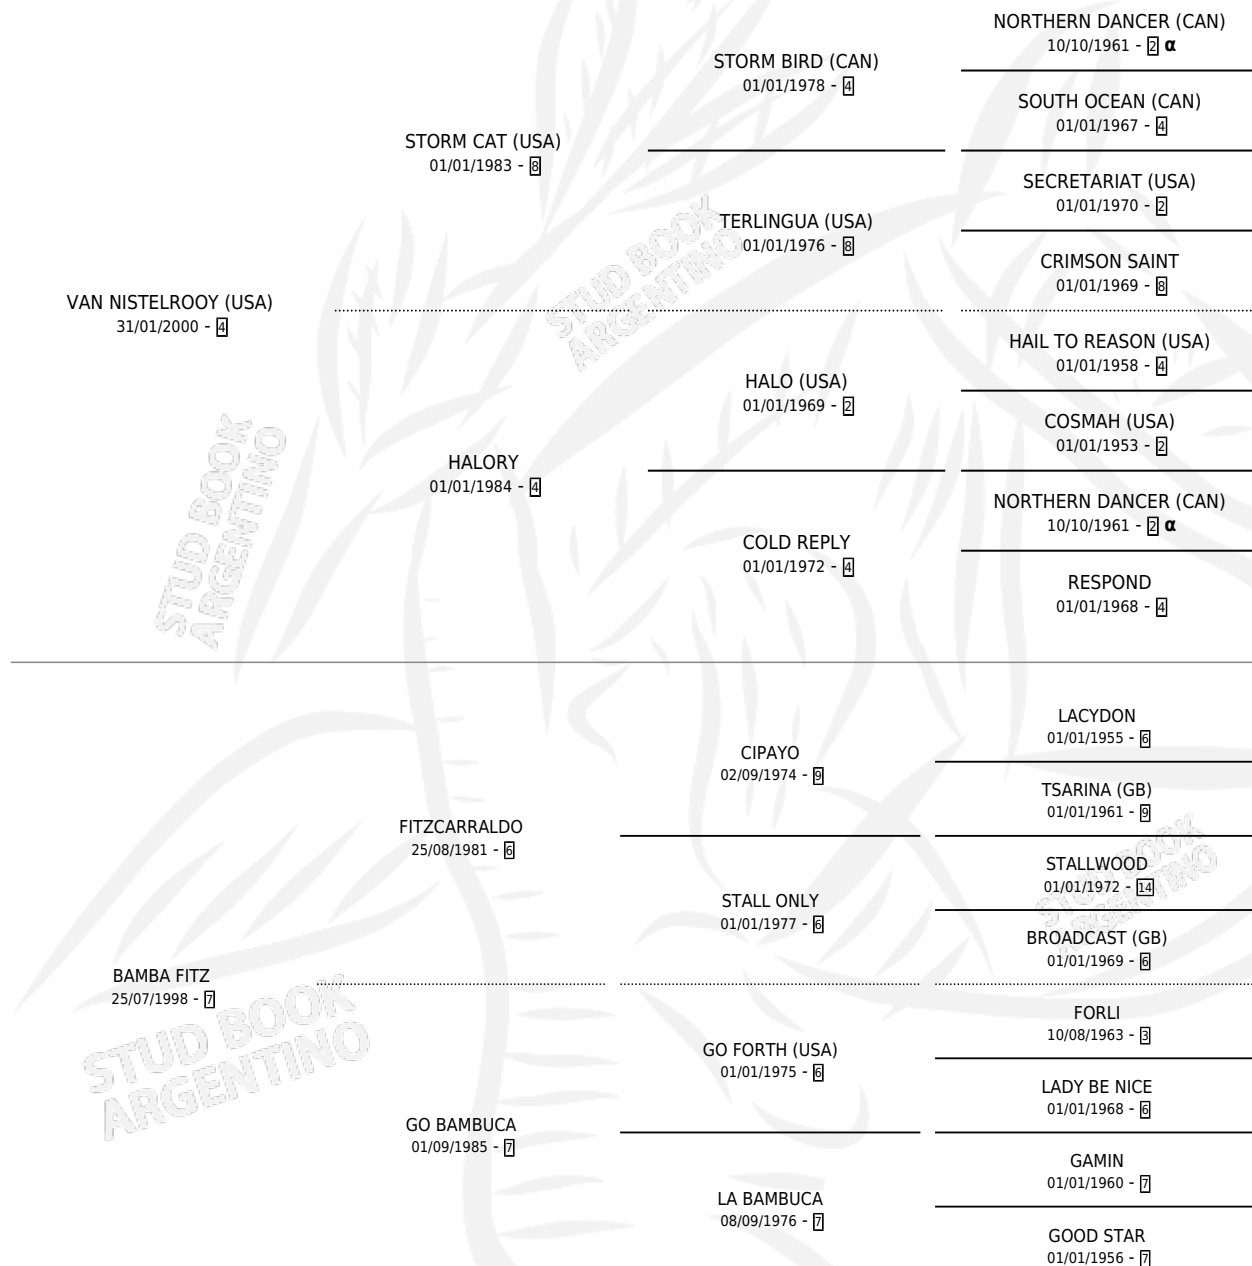 NORTHERN DANCER (CAN)
10/10/1961 - 2 α
STORM BIRD (CAN)
01/01/1978 - 4
SOUTH OCEAN (CAN)
01/01/1967 - 4
STORM CAT (USA)
01/01/1983 - 8
SECRETARIAT (USA)
01/01/1970 - 2
TERLINGUA (USA)
01/01/1976 - 8
CRIMSON SAINT
01/01/1969 - 8
VAN NISTELROOY (USA)
31/01/2000 - 4
HAIL TO REASON (USA)
01/01/1958 - 4
HALO (USA)
01/01/1969 - 2
COSMAH (USA)
01/01/1953 - 2
HALORY
01/01/1984 - 4
NORTHERN DANCER (CAN)
10/10/1961 - 2 α
COLD REPLY
01/01/1972 - 4
RESPOND
01/01/1968 - 4
LACYDON
01/01/1955 - 6
CIPAYO
02/09/1974 - 9
TSARINA (GB)
01/01/1961 - 9
FITZCARRALDO
25/08/1981 - 6
STALLWOOD
01/01/1972 - 14
STALL ONLY
01/01/1977 - 6
BROADCAST (GB)
01/01/1969 - 6
BAMBA FITZ
25/07/1998 - 7
FORLI
10/08/1963 - 3
GO FORTH (USA)
01/01/1975 - 6
LADY BE NICE
01/01/1968 - 6
GO BAMBUCA
01/09/1985 - 7
GAMIN
01/01/1960 - 7
LA BAMBUCA
08/09/1976 - 7
GOOD STAR
01/01/1956 - 7
STUD BOOK
ARGENTINO
STUD BOOK
ARGENTINO
STUD BOOK
ARGENTINO
STUD BOOK
ARGENTINO